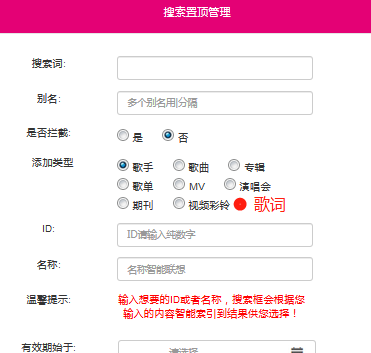 搜索置顶管理
搜索词:
别名: 多个别名用|分隔
是否拦截: 是 否
添加类型 歌手 歌曲 专辑
歌单 MV 演唱会
期刊 视频彩铃 歌词
ID: ID请输入纯数字
名称: 名称智能联想
温馨提示: 输入想要的ID或者名称，搜索框会根据您
输入的内容智能索引到结果供您选择！
有效期始于: 请选择